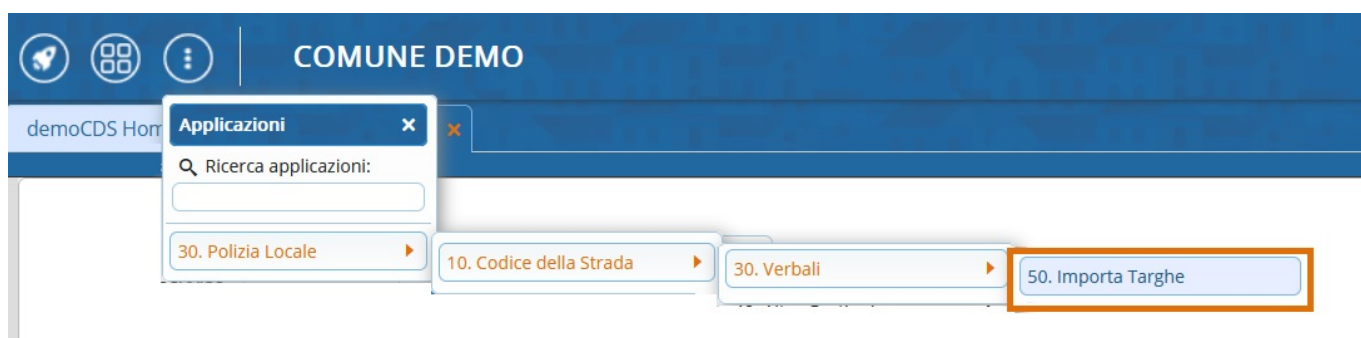 COMUNE DEMO
demoCDS Hom
Applicazioni
Ricerca applicazioni:
30. Polizia Locale
10. Codice della Strada
30. Verbali
50. Importa Targhe